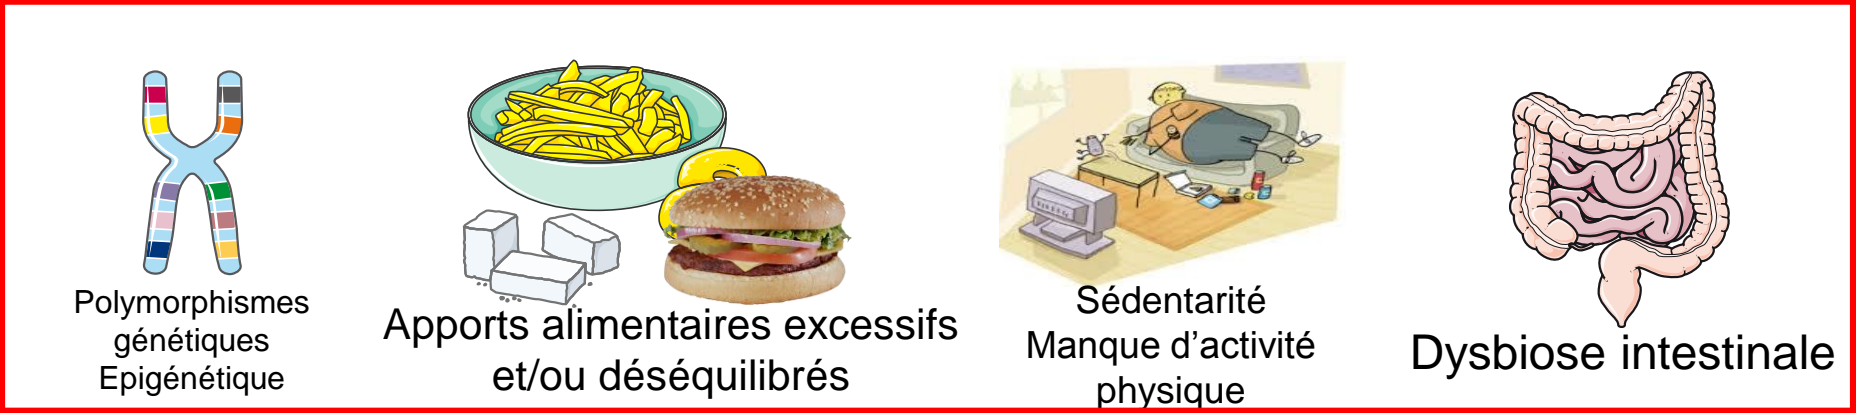 Polymorphismes
génétiques
Epigénétique
Apports alimentaires excessifs
et/ou déséquilibrés
Sédentarité
Manque d’activité
physique
Dysbiose intestinale